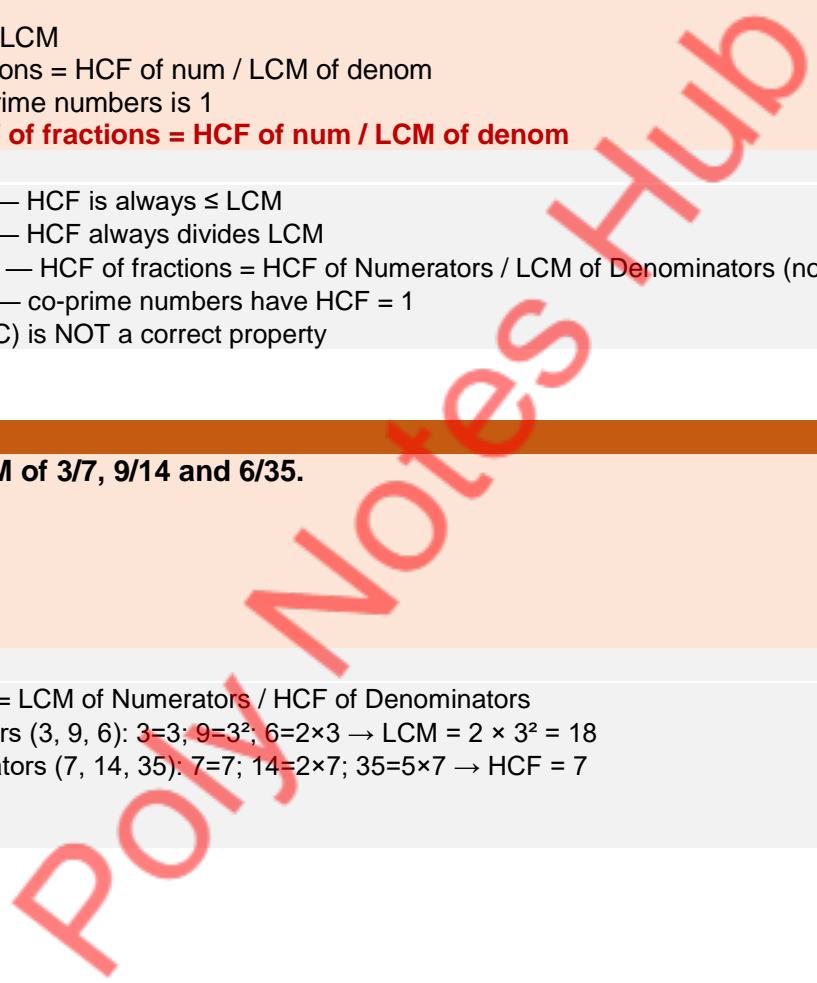 LCM
ons = HCF of num / LCM of denom
rime numbers is 1
of fractions = HCF of num / LCM of denom
— HCF is always ≤ LCM
— HCF always divides LCM
— HCF of fractions = HCF of Numerators / LCM of Denominators (no
— co-prime numbers have HCF = 1
C) is NOT a correct property
M of 3/7, 9/14 and 6/35.
= LCM of Numerators / HCF of Denominators
rs (3, 9, 6): 3=3; 9=3²; 6=2×3 → LCM = 2 × 3² = 18
ators (7, 14, 35): 7=7; 14=2×7; 35=5×7 → HCF = 7
Poly Notes Hub